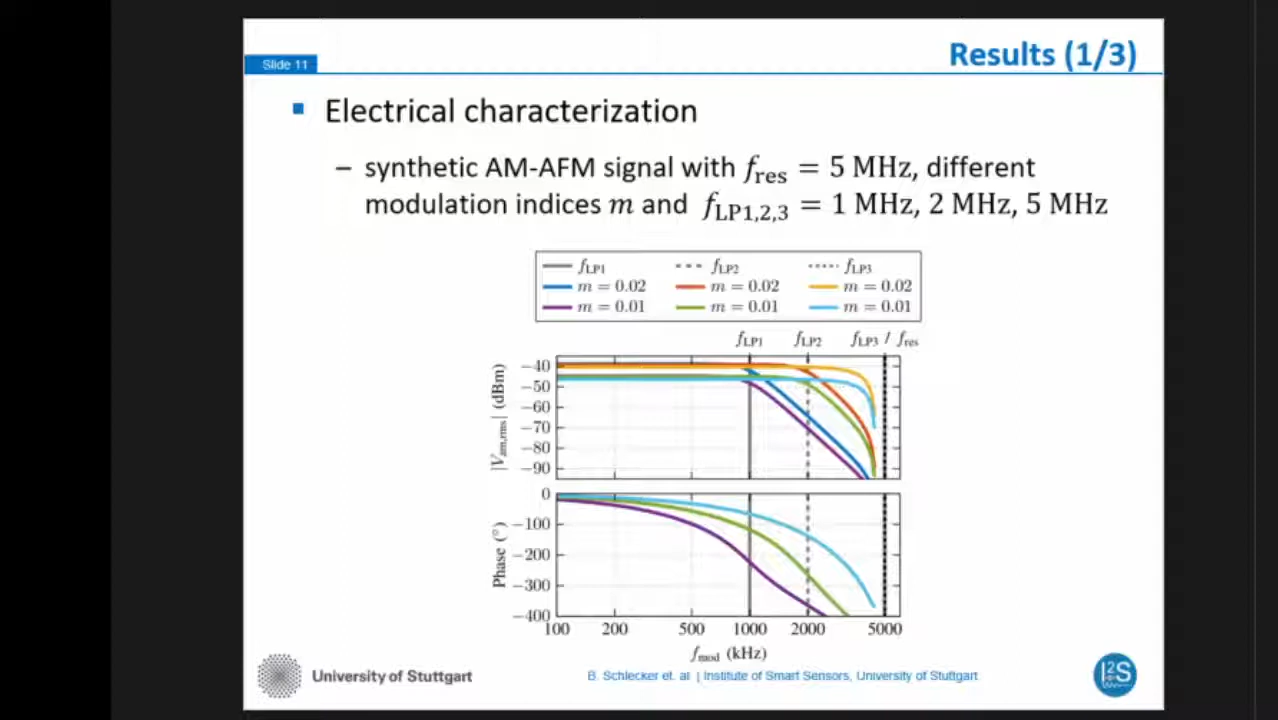 Slide 11
Results (1/3)
Electrical characterization
– synthetic AM-AFM signal with f_res = 5 MHz, different
modulation indices m and f_LP1,2,3 = 1 MHz, 2 MHz, 5 MHz
f_LP1 f_LP2 f_LP3
m = 0.02 m = 0.02 m = 0.02
m = 0.01 m = 0.01 m = 0.01
f_LP1 f_LP2 f_LP3 / f_res
|V_am,rms| (dBm)
−40
−50
−60
−70
−80
−90
Phase (°)
0
−100
−200
−300
−400
100 200 500 1000 2000 5000
f_mod (kHz)
University of Stuttgart
B. Schlecker et. al | Institute of Smart Sensors, University of Stuttgart
I2S